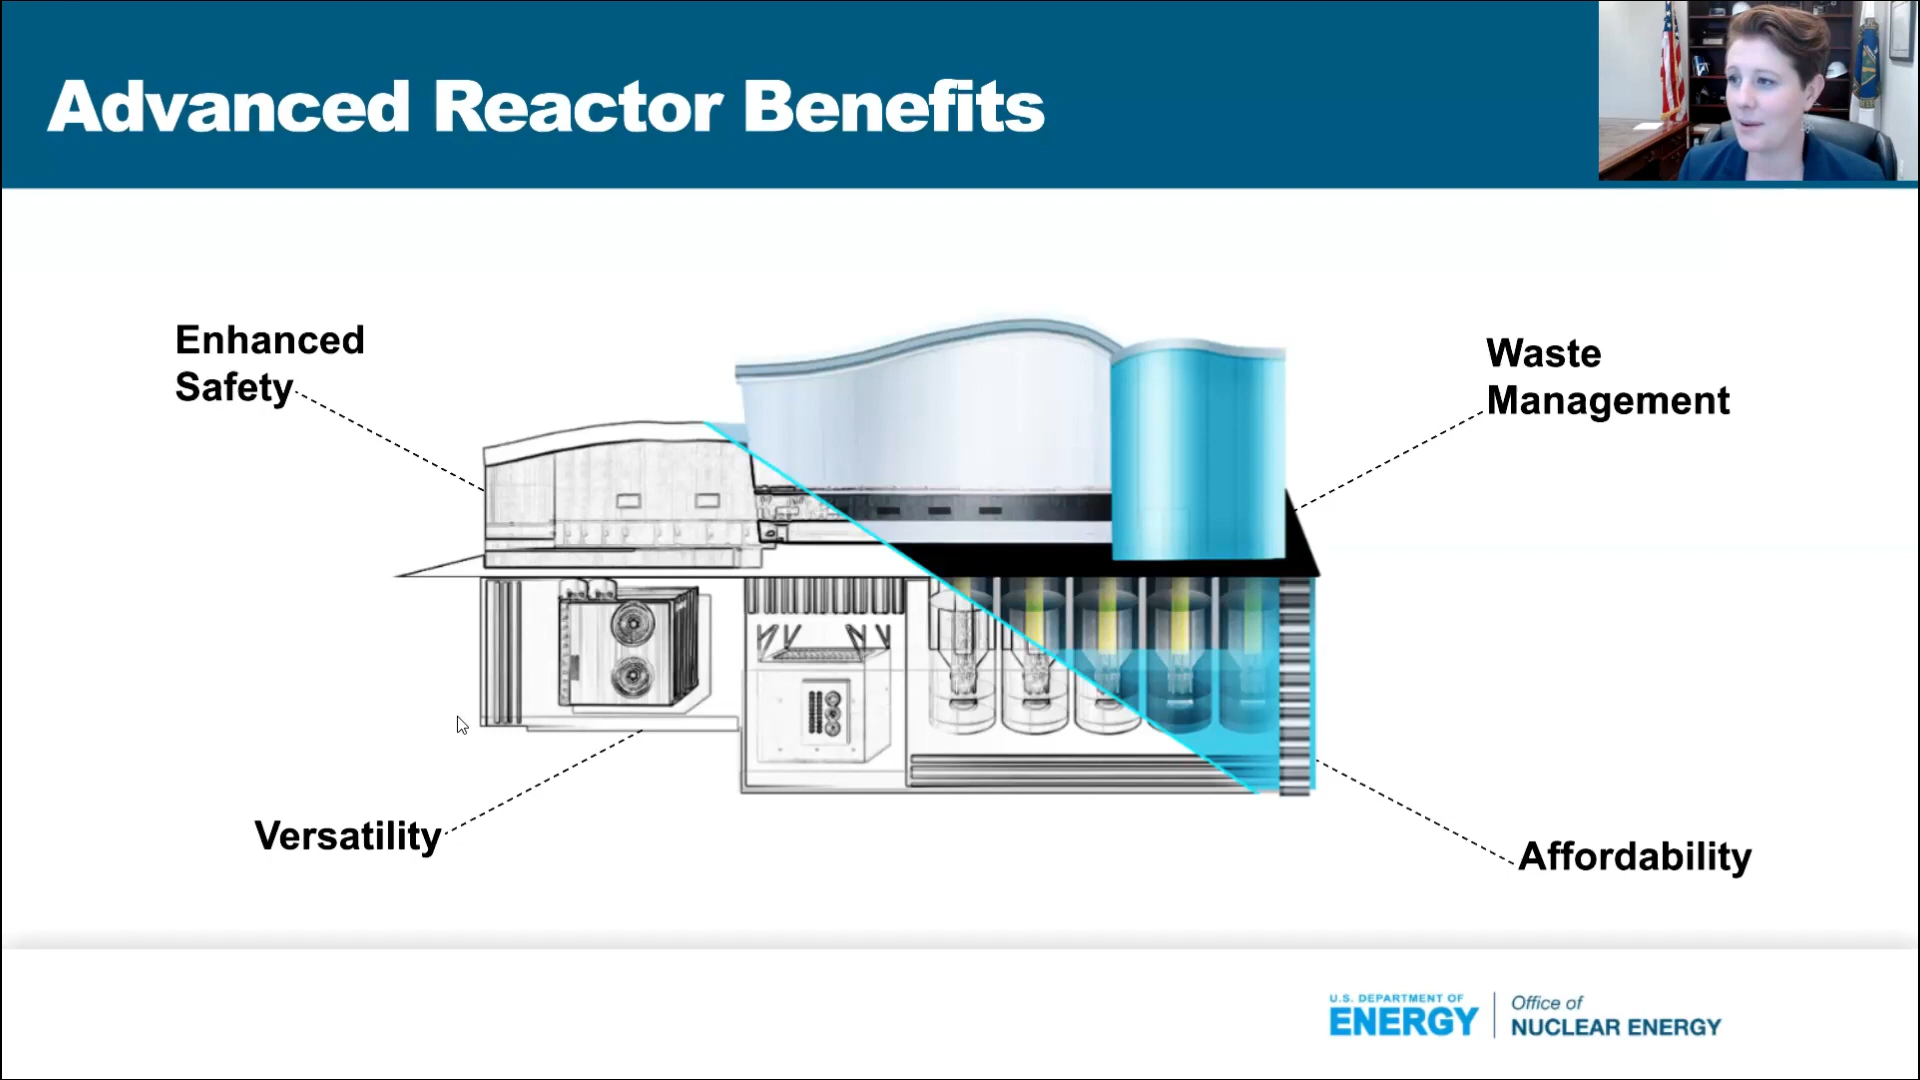 Advanced Reactor Benefits
Enhanced
Safety
Waste
Management
Versatility
Affordability
U.S. DEPARTMENT OF
ENERGY
Office of
NUCLEAR ENERGY